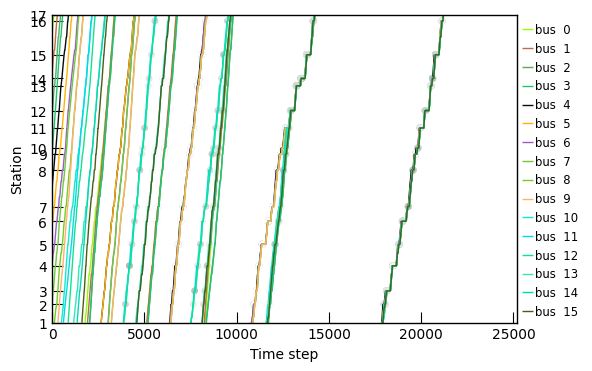 17
16
15
14
13
12
11
10
9
8
7
6
5
4
3
2
1
Station
0 5000 10000 15000 20000 25000
Time step
bus 0
bus 1
bus 2
bus 3
bus 4
bus 5
bus 6
bus 7
bus 8
bus 9
bus 10
bus 11
bus 12
bus 13
bus 14
bus 15